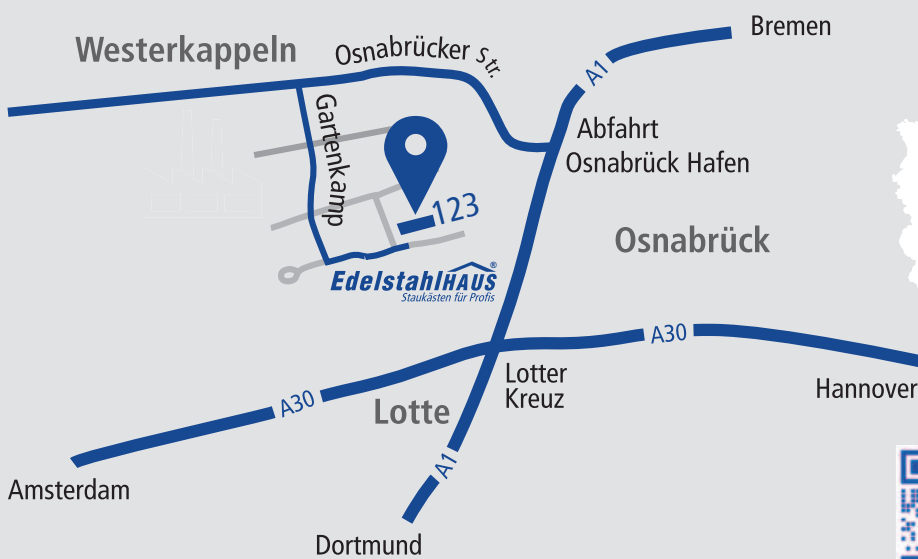 Bremen
Westerkappeln
Osnabrücker Str.
A1
Gartenkamp
Abfahrt
Osnabrück Hafen
123
Osnabrück
EdelstahlHAUS®
Staukästen für Profis
A30
Lotter
Kreuz
Hannover
A30
Lotte
A1
Amsterdam
Dortmund